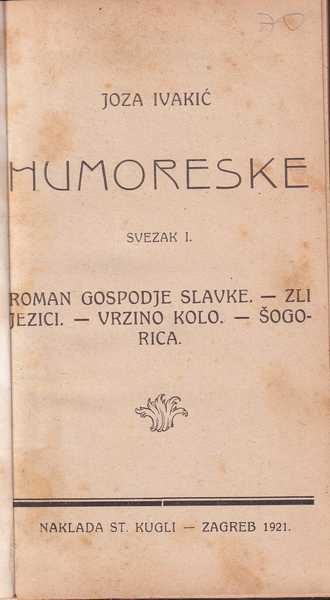 JOZA IVAKIĆ
HUMORESKE
SVEZAK I.
ROMAN GOSPODJE SLAVKE. — ZLI
JEZICI. — VRZINO KOLO. — ŠOGO-
RICA.
NAKLADA ST. KUGLI — ZAGREB 1921.